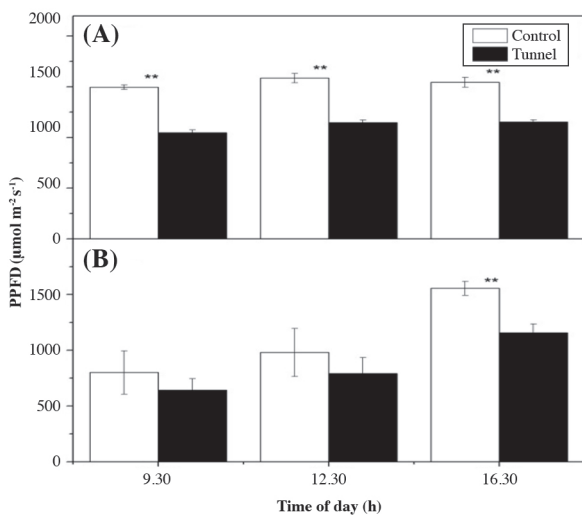 2000
(A)
Control
Tunnel
**
**
**
1500
1000
500
0
(B)
**
1500
1000
500
0
PPFD (µmol m⁻² s⁻¹)
9.30
12.30
16.30
Time of day (h)